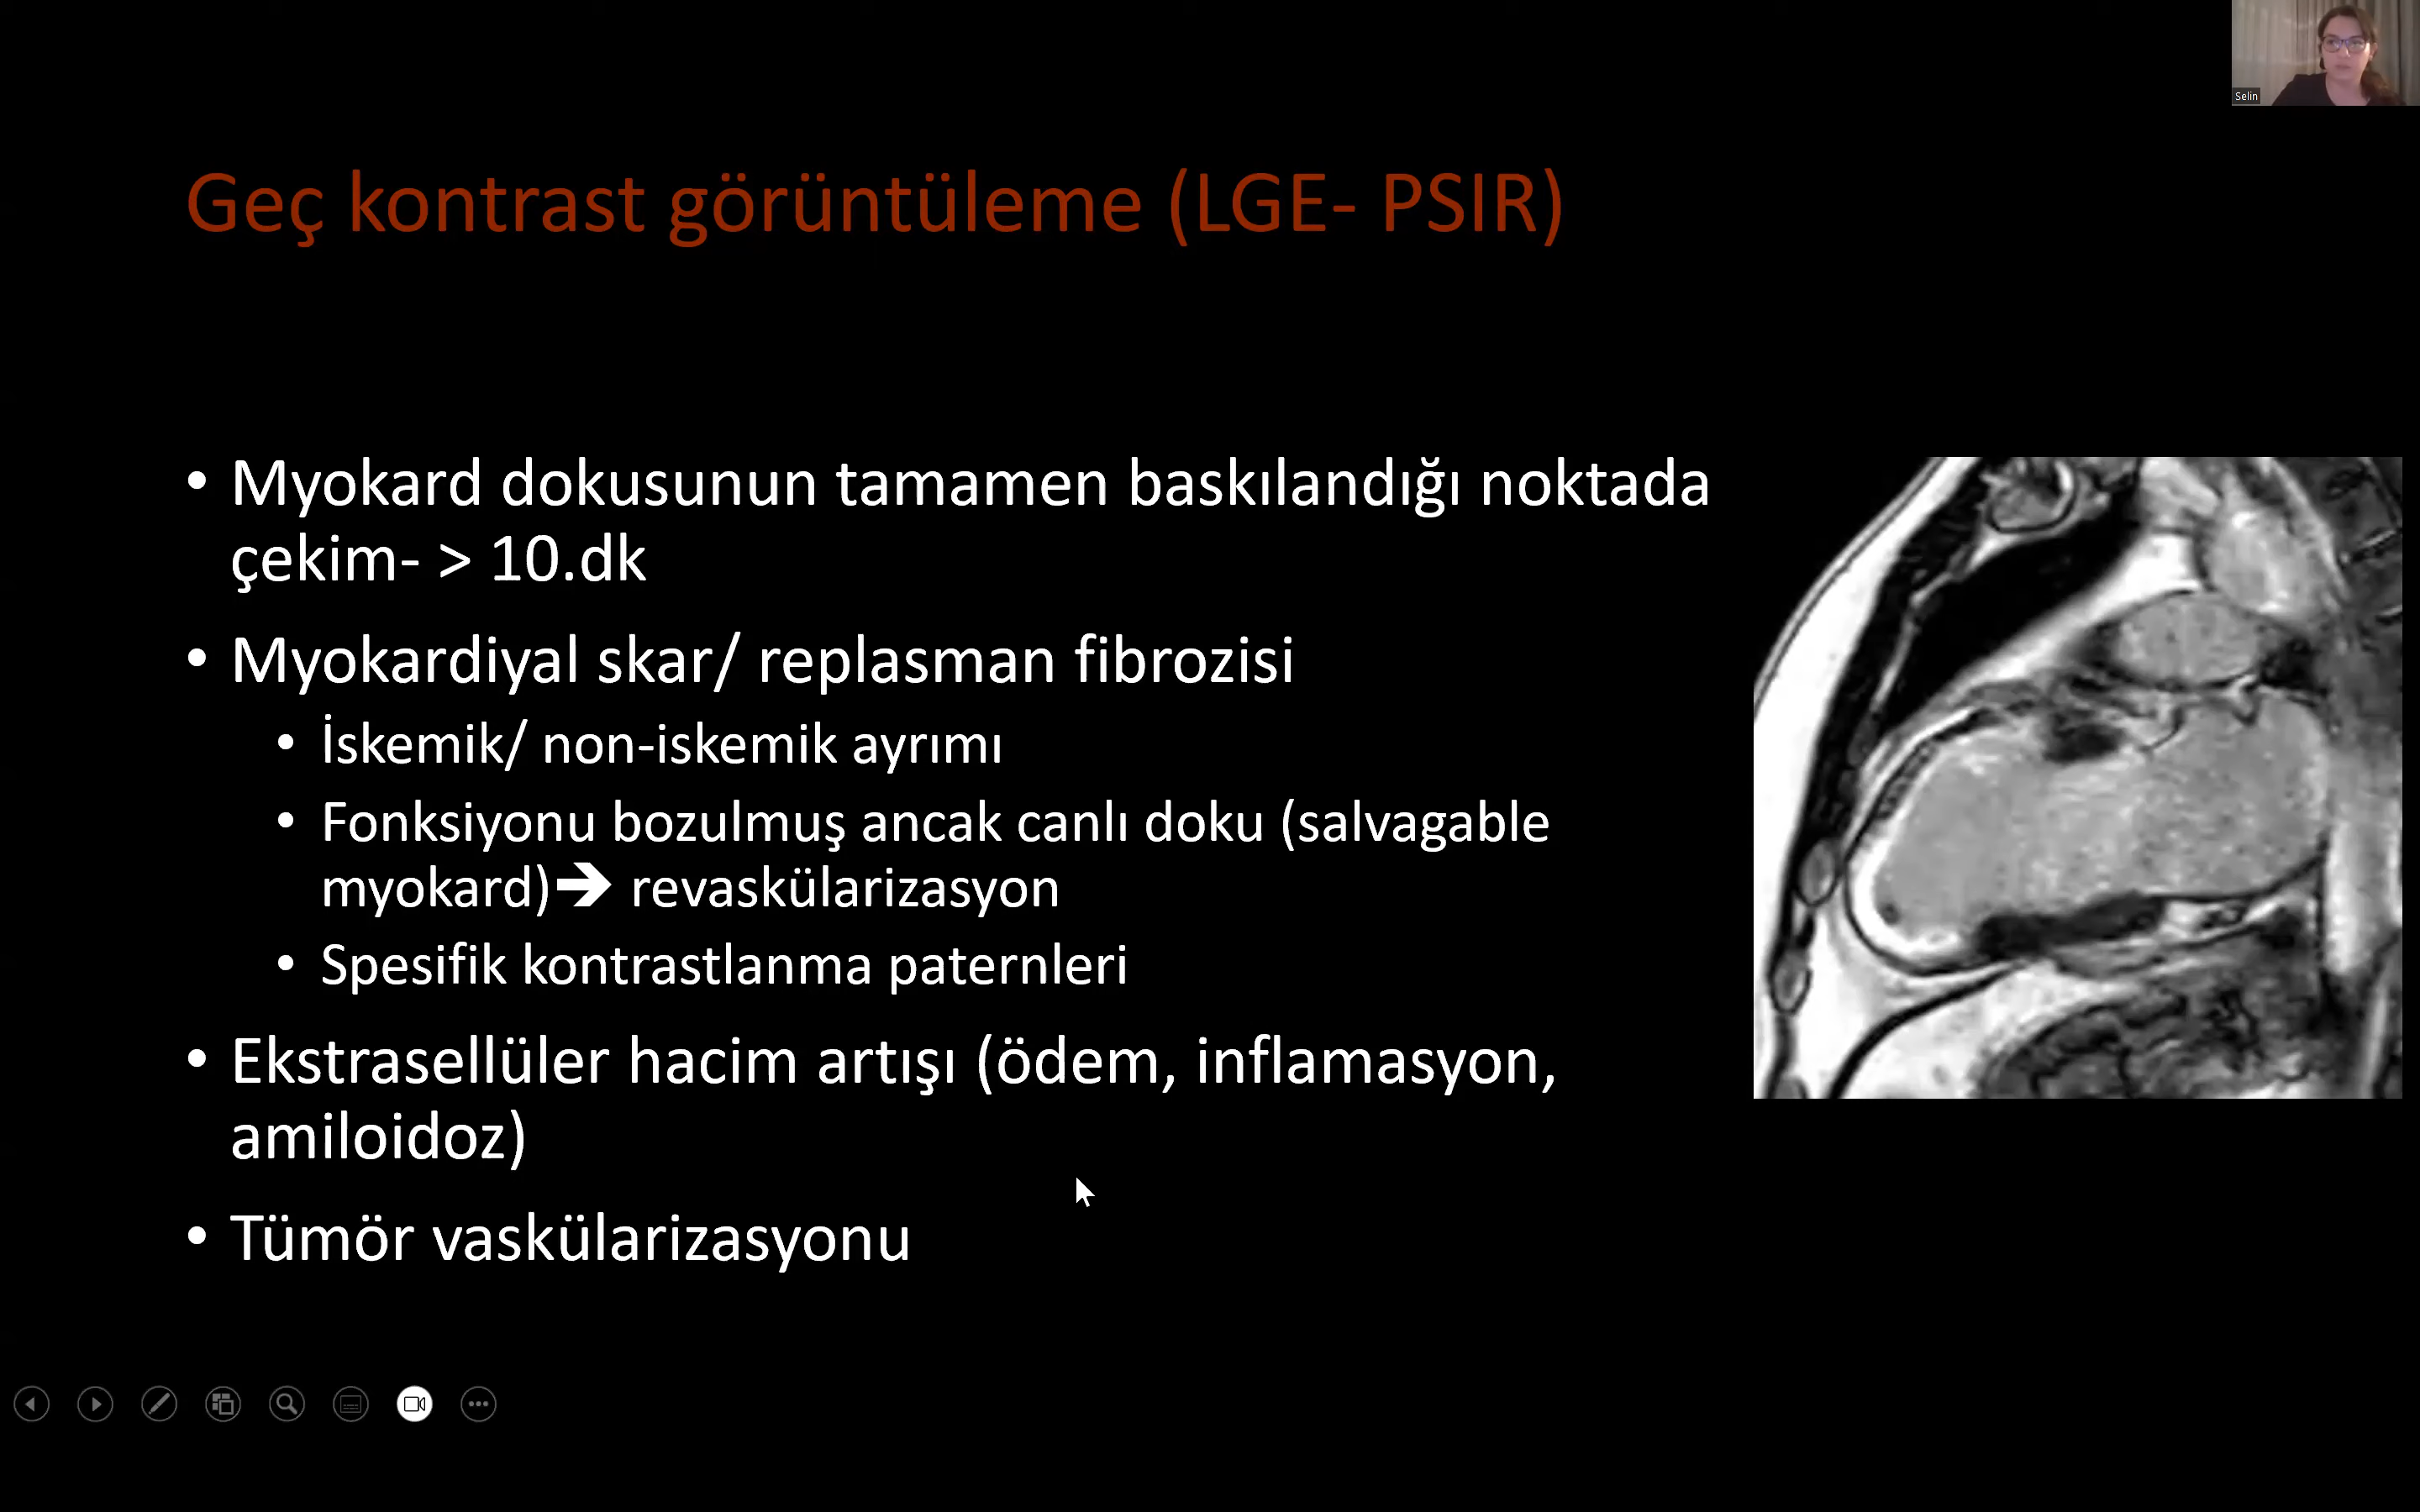 Selin
Geç kontrast görüntüleme (LGE- PSIR)
• Myokard dokusunun tamamen baskılandığı noktada
çekim- > 10.dk
• Myokardiyal skar/ replasman fibrozisi
• İskemik/ non-iskemik ayrımı
• Fonksiyonu bozulmuş ancak canlı doku (salvagable
myokard)➔ revaskülarizasyon
• Spesifik kontrastlanma paternleri
• Ekstrasellüler hacim artışı (ödem, inflamasyon,
amiloidoz)
• Tümör vaskülarizasyonu